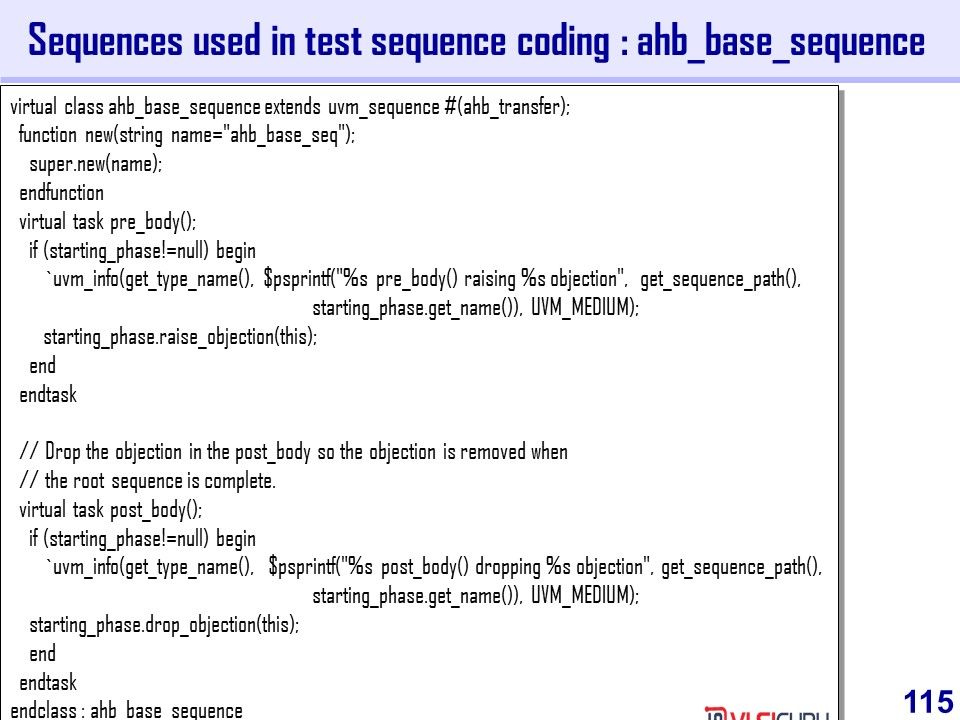 Sequences used in test sequence coding : ahb_base_sequence
virtual class ahb_base_sequence extends uvm_sequence #(ahb_transfer);
function new(string name="ahb_base_seq");
super.new(name);
endfunction
virtual task pre_body();
if (starting_phase!=null) begin
`uvm_info(get_type_name(), $psprintf("%s pre_body() raising %s objection", get_sequence_path(),
starting_phase.get_name()), UVM_MEDIUM);
starting_phase.raise_objection(this);
end
endtask
// Drop the objection in the post_body so the objection is removed when
// the root sequence is complete.
virtual task post_body();
if (starting_phase!=null) begin
`uvm_info(get_type_name(), $psprintf("%s post_body() dropping %s objection", get_sequence_path(),
starting_phase.get_name()), UVM_MEDIUM);
starting_phase.drop_objection(this);
end
endtask
endclass : ahb_base_sequence
VLSIGURU
115